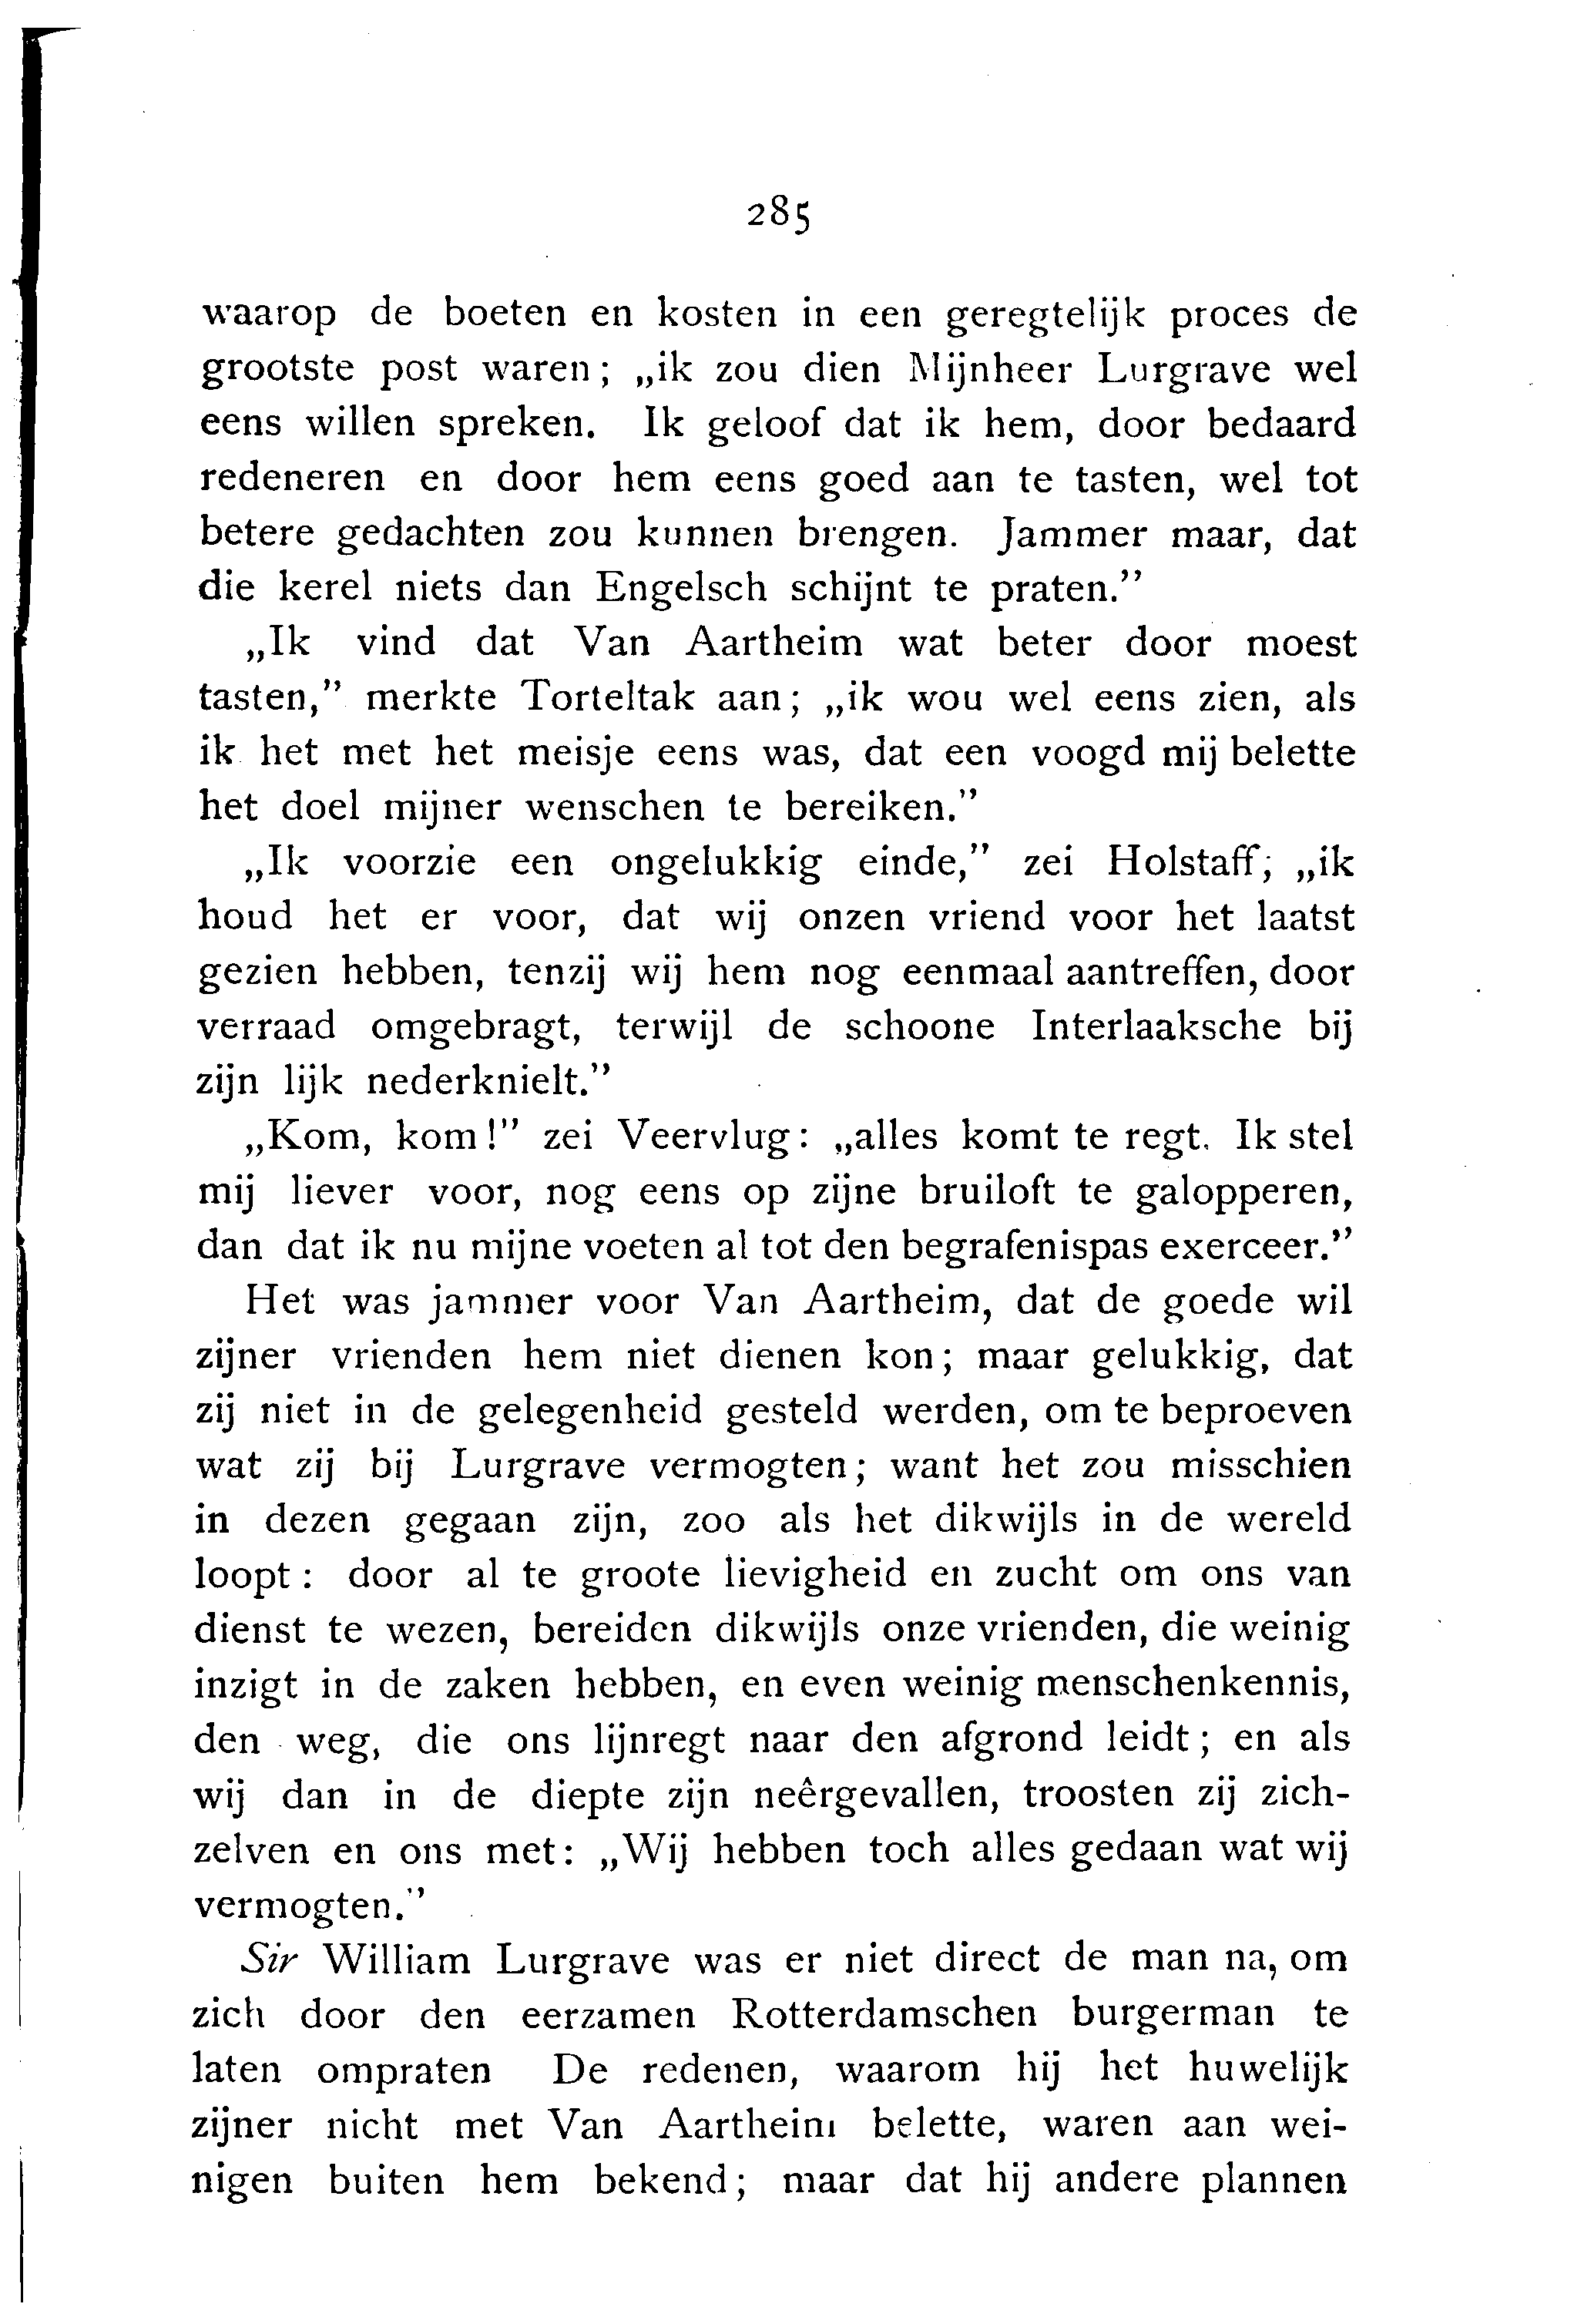 285
waarop de boeten en kosten in een geregtelijk proces de
grootste post waren; „ik zou dien Mijnheer Lurgrave wel
eens willen spreken. Ik geloof dat ik hem, door bedaard
redeneren en door hem eens goed aan te tasten, wel tot
betere gedachten zou kunnen brengen. Jammer maar, dat
die kerel niets dan Engelsch schijnt te praten.”
„Ik vind dat Van Aartheim wat beter door moest
tasten,” merkte Torteltak aan; „ik wou wel eens zien, als
ik het met het meisje eens was, dat een voogd mij belette
het doel mijner wenschen te bereiken.”
„Ik voorzie een ongelukkig einde,” zei Holstaff; „ik
houd het er voor, dat wij onzen vriend voor het laatst
gezien hebben, tenzij wij hem nog eenmaal aantreffen, door
verraad omgebragt, terwijl de schoone Interlaaksche bij
zijn lijk nederknielt.”
„Kom, kom!” zei Veervlug: „alles komt te regt. Ik stel
mij liever voor, nog eens op zijne bruiloft te galopperen,
dan dat ik nu mijne voeten al tot den begrafenispas exerceer.”
Het was jammer voor Van Aartheim, dat de goede wil
zijner vrienden hem niet dienen kon; maar gelukkig, dat
zij niet in de gelegenheid gesteld werden, om te beproeven
wat zij bij Lurgrave vermogten; want het zou misschien
in dezen gegaan zijn, zoo als het dikwijls in de wereld
loopt: door al te groote lievigheid en zucht om ons van
dienst te wezen, bereiden dikwijls onze vrienden, die weinig
inzigt in de zaken hebben, en even weinig menschenkennis,
den weg, die ons lijnregt naar den afgrond leidt; en als
wij dan in de diepte zijn neêrgevallen, troosten zij zich-
zelven en ons met: „Wij hebben toch alles gedaan wat wij
vermogten.”
Sir William Lurgrave was er niet direct de man na, om
zich door den eerzamen Rotterdamschen burgerman te
laten ompraten De redenen, waarom hij het huwelijk
zijner nicht met Van Aartheim belette, waren aan wei-
nigen buiten hem bekend; maar dat hij andere plannen